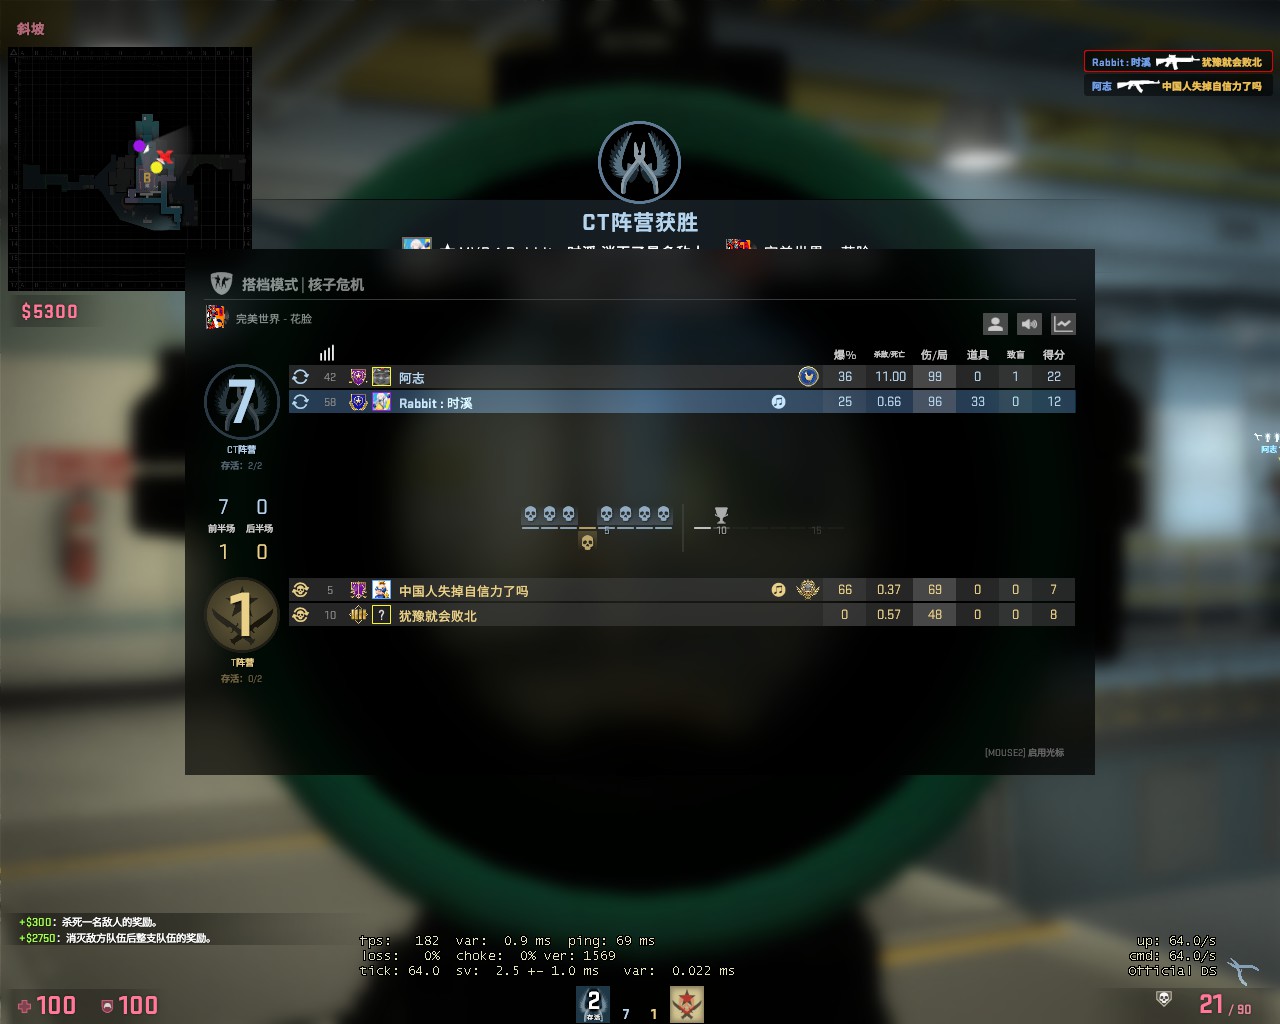 斜坡
Rabbit : 时溪 犹豫就会败北
阿志 中国人失掉自信力了吗
CT阵营获胜
B
$5300
搭档模式 | 核子危机
完美世界 - 花脸
爆% 杀敌/死亡 伤/局 道具 致盲 得分
42 阿志 36 11.00 99 0 1 22
58 Rabbit : 时溪 25 0.66 96 33 0 12
7
CT阵营
存活：2/2
阿志
7 0
前半场 后半场
1 0
5 10 15
5 中国人失掉自信力了吗 66 0.37 69 0 0 7
10 ? 犹豫就会败北 0 0.57 48 0 0 8
1
T阵营
存活：0/2
[MOUSE2] 启用光标
+$300：杀死一名敌人的奖励。
+$2750：消灭敌方队伍后整支队伍的奖励。
fps: 182 var: 0.9 ms ping: 69 ms
loss: 0% choke: 0% ver: 1569
tick: 64.0 sv: 2.5 +- 1.0 ms var: 0.022 ms
up: 64.0/s
cmd: 64.0/s
Official DS
100 100
2 存活 7 1
21 / 90